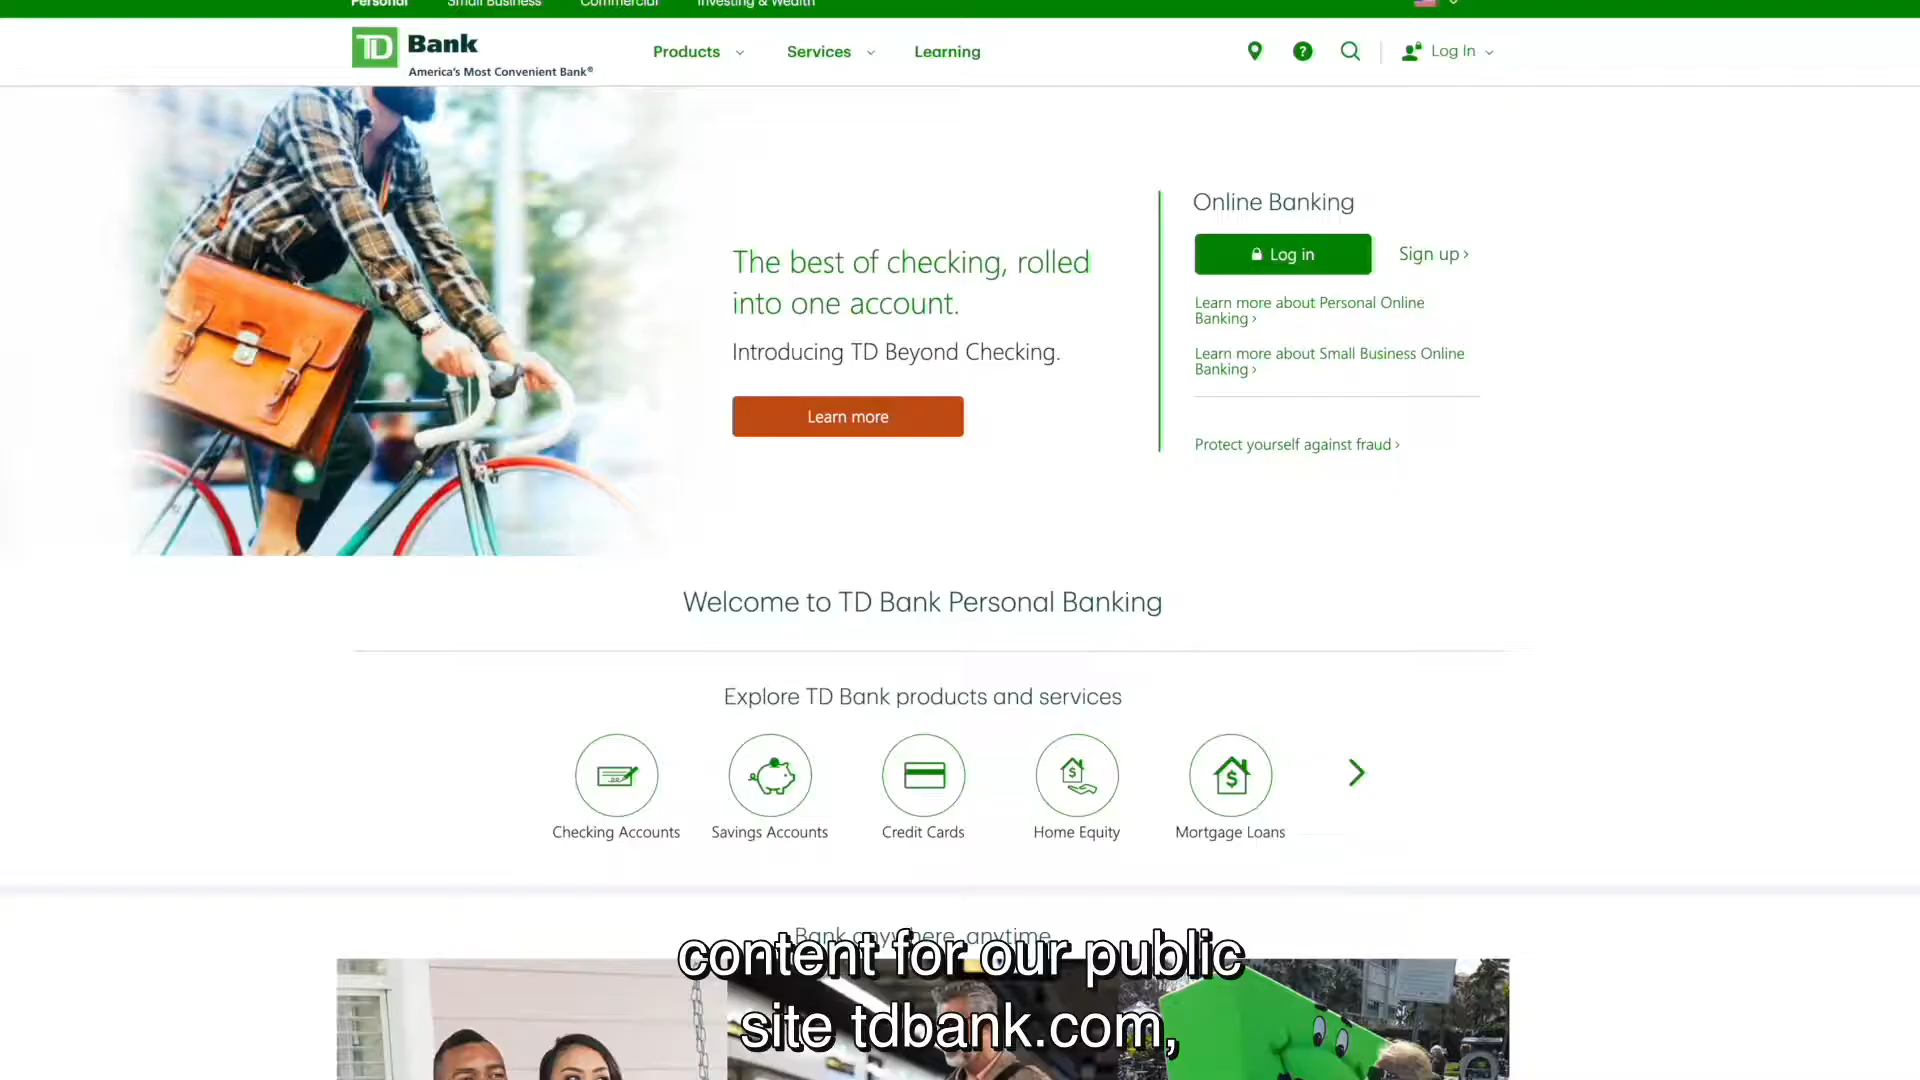 Personal Small Business Commercial Investing & Wealth
TD Bank
America's Most Convenient Bank®
Products Services Learning
? Log In
Online Banking
Log in Sign up ›
Learn more about Personal Online
Banking ›
Learn more about Small Business Online
Banking ›
Protect yourself against fraud ›
The best of checking, rolled
into one account.
Introducing TD Beyond Checking.
Learn more
Welcome to TD Bank Personal Banking
Explore TD Bank products and services
Checking Accounts Savings Accounts Credit Cards Home Equity Mortgage Loans
Bank anywhere, anytime
content for our public
site tdbank.com,